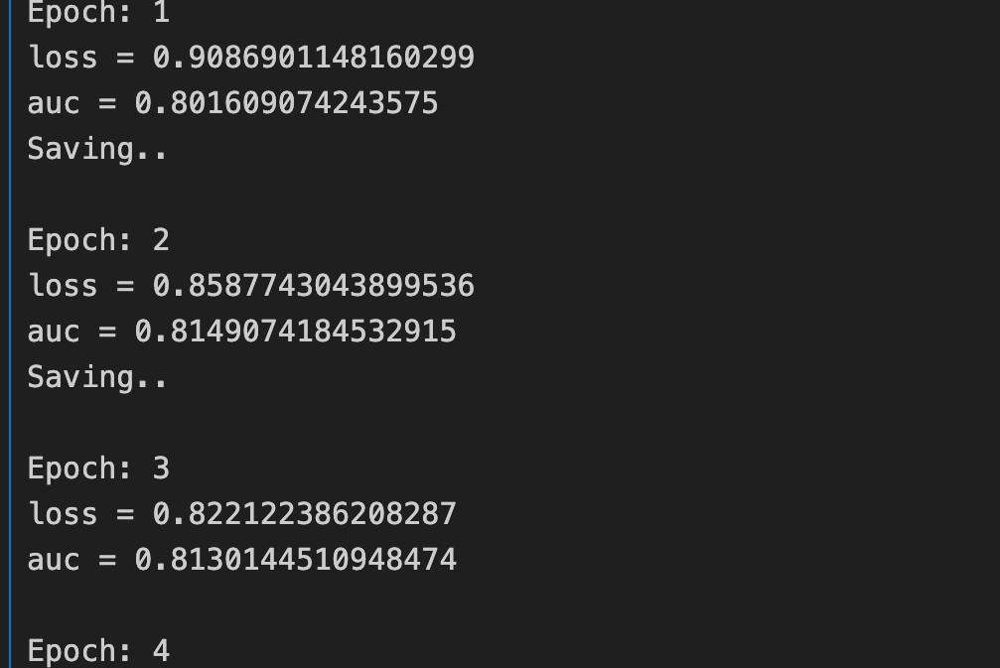 Epoch: 1
loss = 0.9086901148160299
auc = 0.801609074243575
Saving..
Epoch: 2
loss = 0.8587743043899536
auc = 0.8149074184532915
Saving..
Epoch: 3
loss = 0.822122386208287
auc = 0.8130144510948474
Epoch: 4